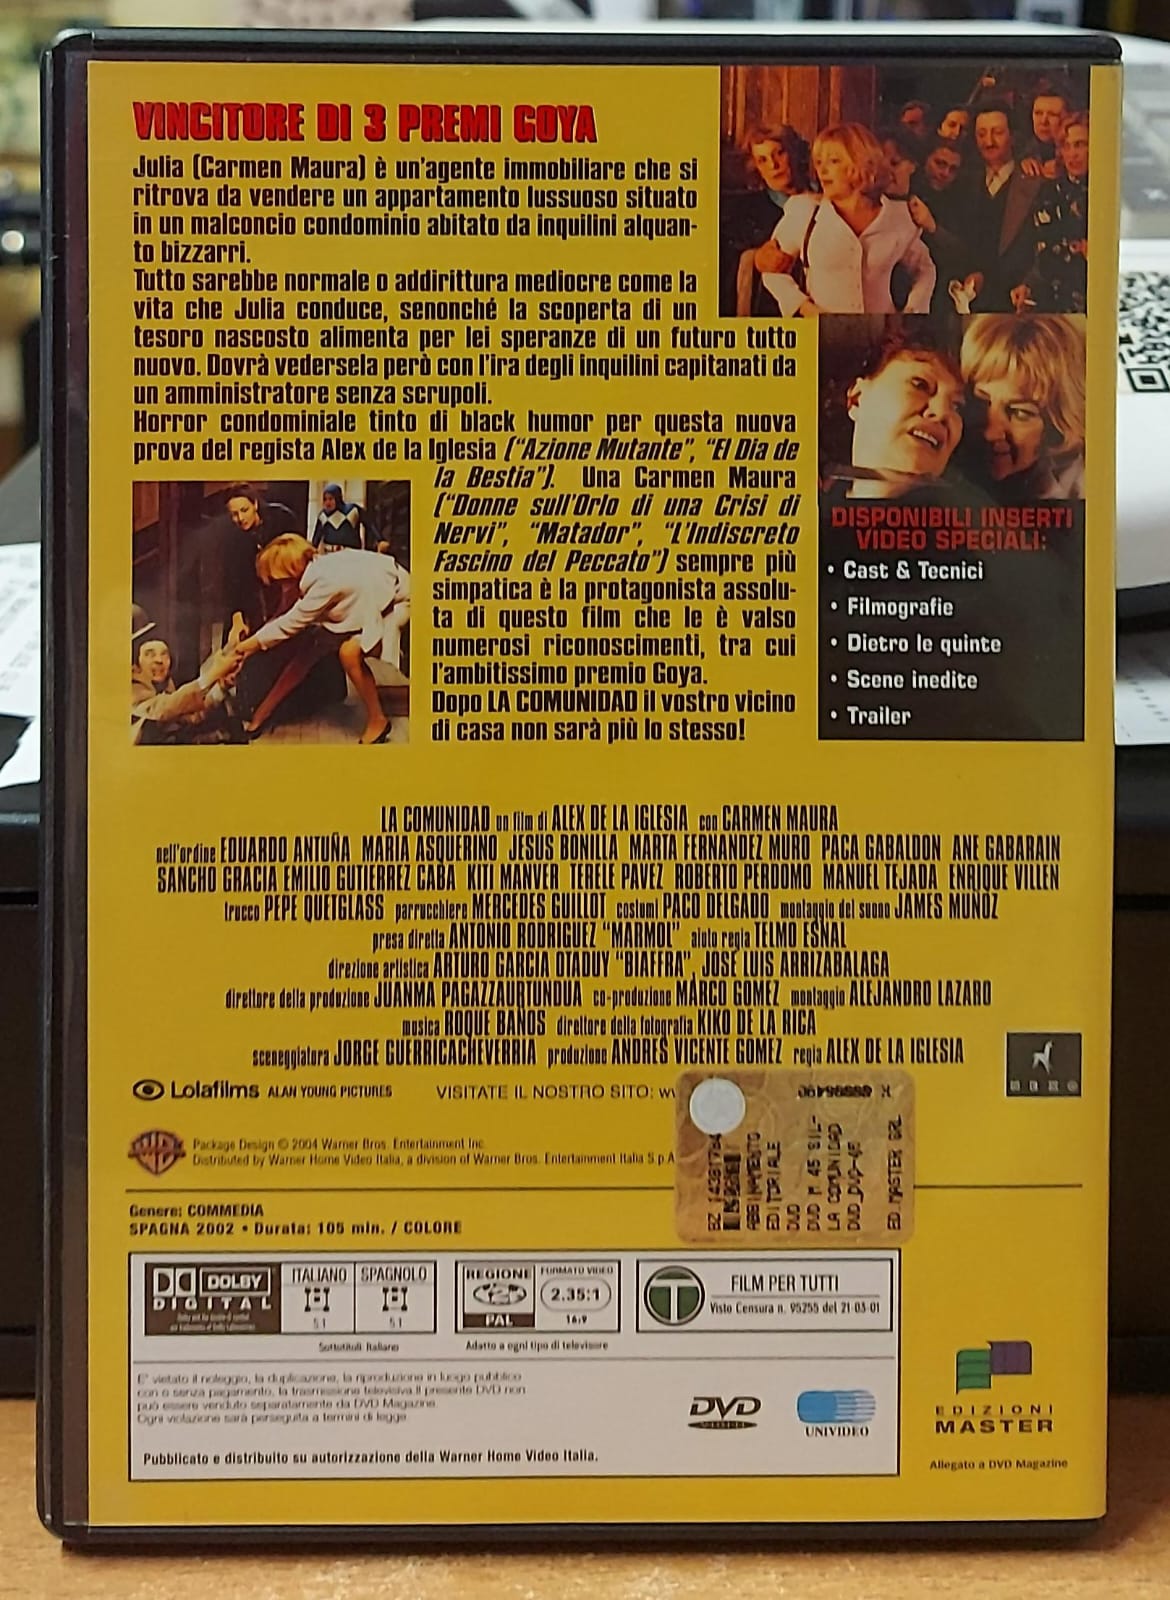 VINCITORE DI 3 PREMI GOYA
Julia (Carmen Maura) è un'agente immobiliare che si
ritrova da vendere un appartamento lussuoso situato
in un malconcio condominio abitato da inquilini alquan-
to bizzarri.
Tutto sarebbe normale o addirittura mediocre come la
vita che Julia conduce, senonché la scoperta di un
tesoro nascosto alimenta per lei speranze di un futuro tutto
nuovo. Dovrà vedersela però con l'ira degli inquilini capitanati da
un amministratore senza scrupoli.
Horror condominiale tinto di black humor per questa nuova
prova del regista Alex de la Iglesia ("Azione Mutante", "El Dia de
la Bestia"). Una Carmen Maura
("Donne sull'Orlo di una Crisi di
Nervi", "Matador", "L'Indiscreto
Fascino del Peccato") sempre più
simpatica è la protagonista assolu-
ta di questo film che le è valso
numerosi riconoscimenti, tra cui
l'ambitissimo premio Goya.
Dopo LA COMUNIDAD il vostro vicino
di casa non sarà più lo stesso!
DISPONIBILI INSERTI
VIDEO SPECIALI:
• Cast & Tecnici
• Filmografie
• Dietro le quinte
• Scene inedite
• Trailer
LA COMUNIDAD un film di ALEX DE LA IGLESIA con CARMEN MAURA
nell'ordine EDUARDO ANTUÑA MARIA ASQUERINO JESUS BONILLA MARTA FERNANDEZ MURO PACA GABALDON ANE GABARAIN
SANCHO GRACIA EMILIO GUTIERREZ CABA KITI MANVER TERELE PAVEZ ROBERTO PERDOMO MANUEL TEJADA ENRIQUE VILLEN
trucco PEPE QUETGLASS parrucchiere MERCEDES GUILLOT costumi PACO DELGADO montaggio del suono JAMES MUÑOZ
presa diretta ANTONIO RODRIGUEZ "MARMOL" aiuto regia TELMO ESNAL
direzione artistica ARTURO GARCIA OTADUY "BIAFFRA", JOSE LUIS ARRIZABALAGA
direttore della produzione JUANMA PAGAZZAURTUNDUA co-produzione MARCO GOMEZ montaggio ALEJANDRO LAZARO
musica ROQUE BAÑOS direttore della fotografia KIKO DE LA RICA
sceneggiatura JORGE GUERRICACHEVERRIA produzione ANDRES VICENTE GOMEZ regia ALEX DE LA IGLESIA
Lolafilms ALAN YOUNG PICTURES VISITATE IL NOSTRO SITO: w
Package Design © 2004 Warner Bros. Entertainment Inc.
Distributed by Warner Home Video Italia, a division of Warner Bros. Entertainment Italia S.p.A
ABBINAMENTO
EDITORIALE
DVD
DVD M 45 SIL-
LA COMUNIDAD
DVD_DVD-45
ED.MASTER SRL
Genere: COMMEDIA
SPAGNA 2002 • Durata: 105 min. / COLORE
DOLBY
DIGITAL
ITALIANO
5.1
SPAGNOLO
5.1
Sottotitoli Italiano
REGIONE
2
PAL
FORMATO VIDEO
2.35:1
16:9
Adatto a ogni tipo di televisore
T
FILM PER TUTTI
Visto Censura n. 95255 del 21-03-01
E' vietato il noleggio, la duplicazione, la riproduzione in luogo pubblico
con o senza pagamento, la trasmissione televisiva.Il presente DVD non
può essere venduto separatamente da DVD Magazine.
Ogni violazione sarà perseguita a termini di legge.
Pubblicato e distribuito su autorizzazione della Warner Home Video Italia.
DVD
VIDEO
UNIVIDEO
EDIZIONI
MASTER
Allegato a DVD Magazine